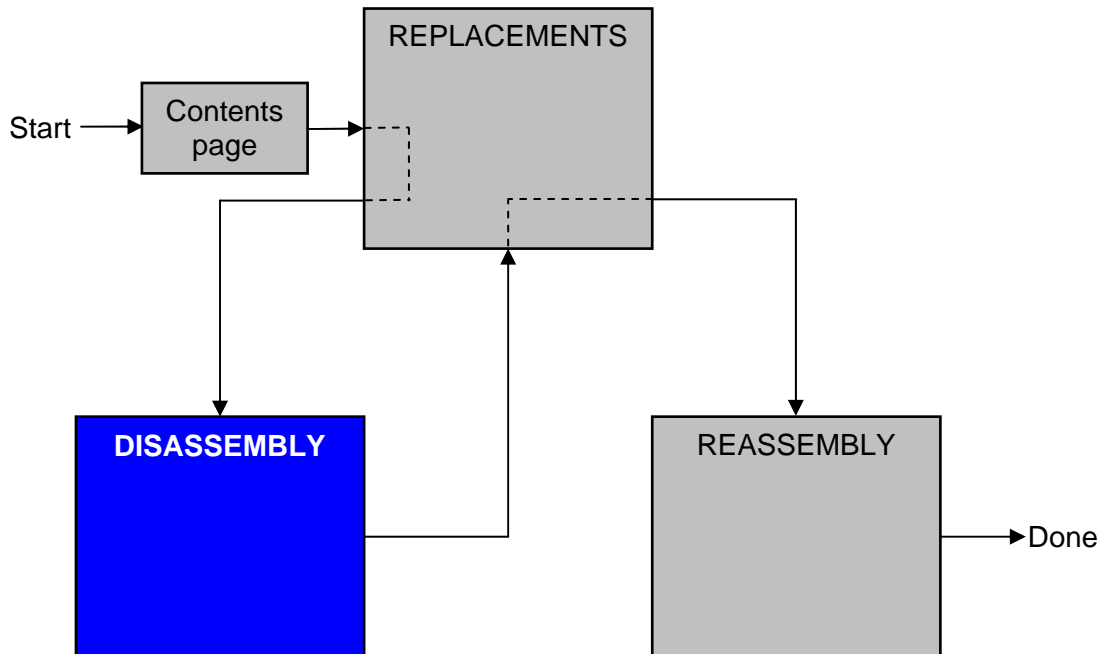 REPLACEMENTS
Start
Contents
page
DISASSEMBLY
REASSEMBLY
Done